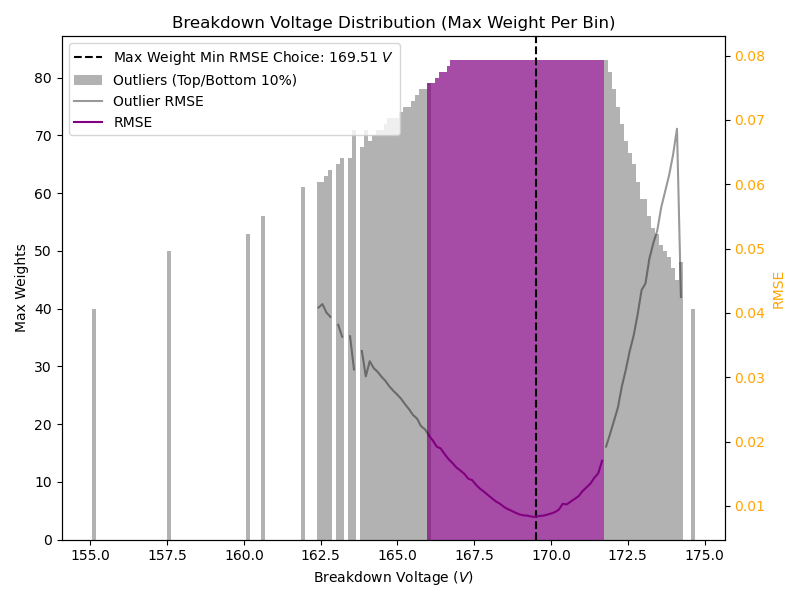 Breakdown Voltage Distribution (Max Weight Per Bin)
Max Weight Min RMSE Choice: 169.51 V
Outliers (Top/Bottom 10%)
Outlier RMSE
RMSE
Max Weights
80
70
60
50
40
30
20
10
0
0.08
0.07
0.06
0.05
0.04
0.03
0.02
0.01
RMSE
155.0 157.5 160.0 162.5 165.0 167.5 170.0 172.5 175.0
Breakdown Voltage (V)